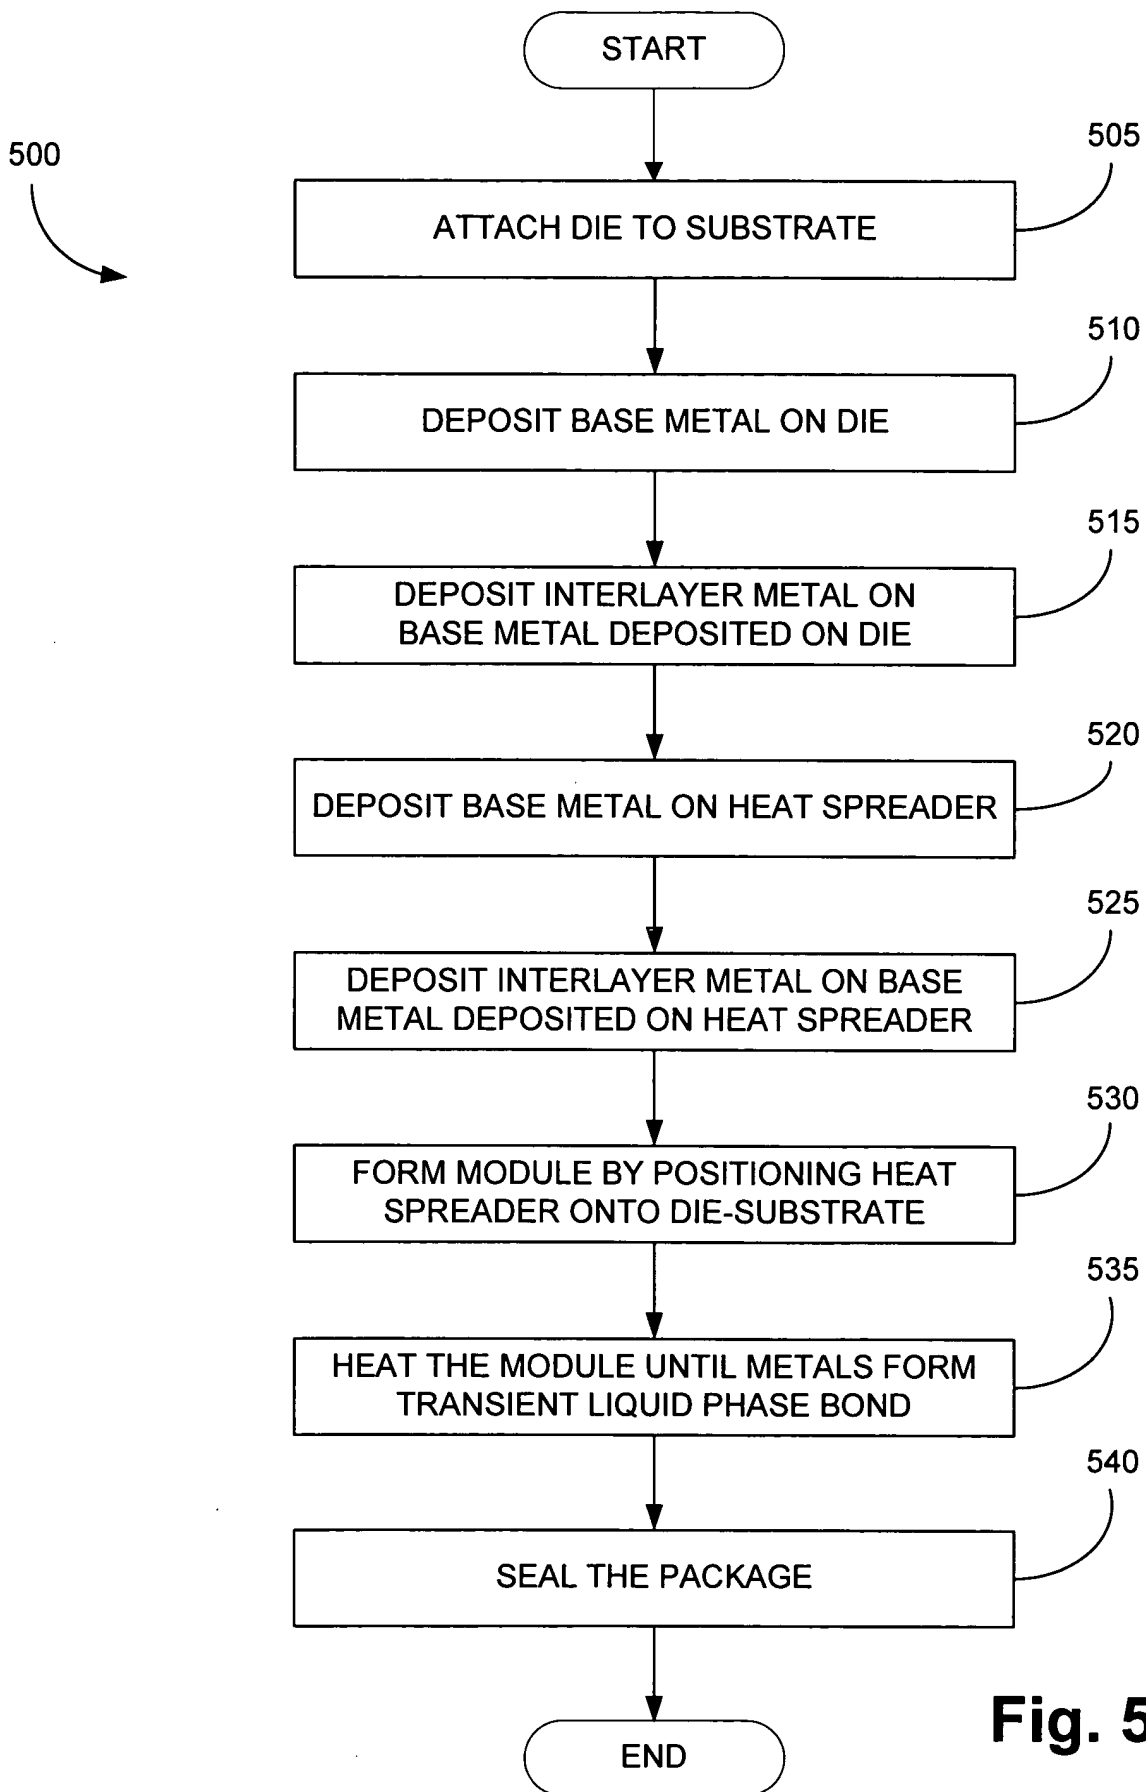 START
500
505
ATTACH DIE TO SUBSTRATE
510
DEPOSIT BASE METAL ON DIE
515
DEPOSIT INTERLAYER METAL ON
BASE METAL DEPOSITED ON DIE
520
DEPOSIT BASE METAL ON HEAT SPREADER
525
DEPOSIT INTERLAYER METAL ON BASE
METAL DEPOSITED ON HEAT SPREADER
530
FORM MODULE BY POSITIONING HEAT
SPREADER ONTO DIE-SUBSTRATE
535
HEAT THE MODULE UNTIL METALS FORM
TRANSIENT LIQUID PHASE BOND
540
SEAL THE PACKAGE
END
Fig. 5